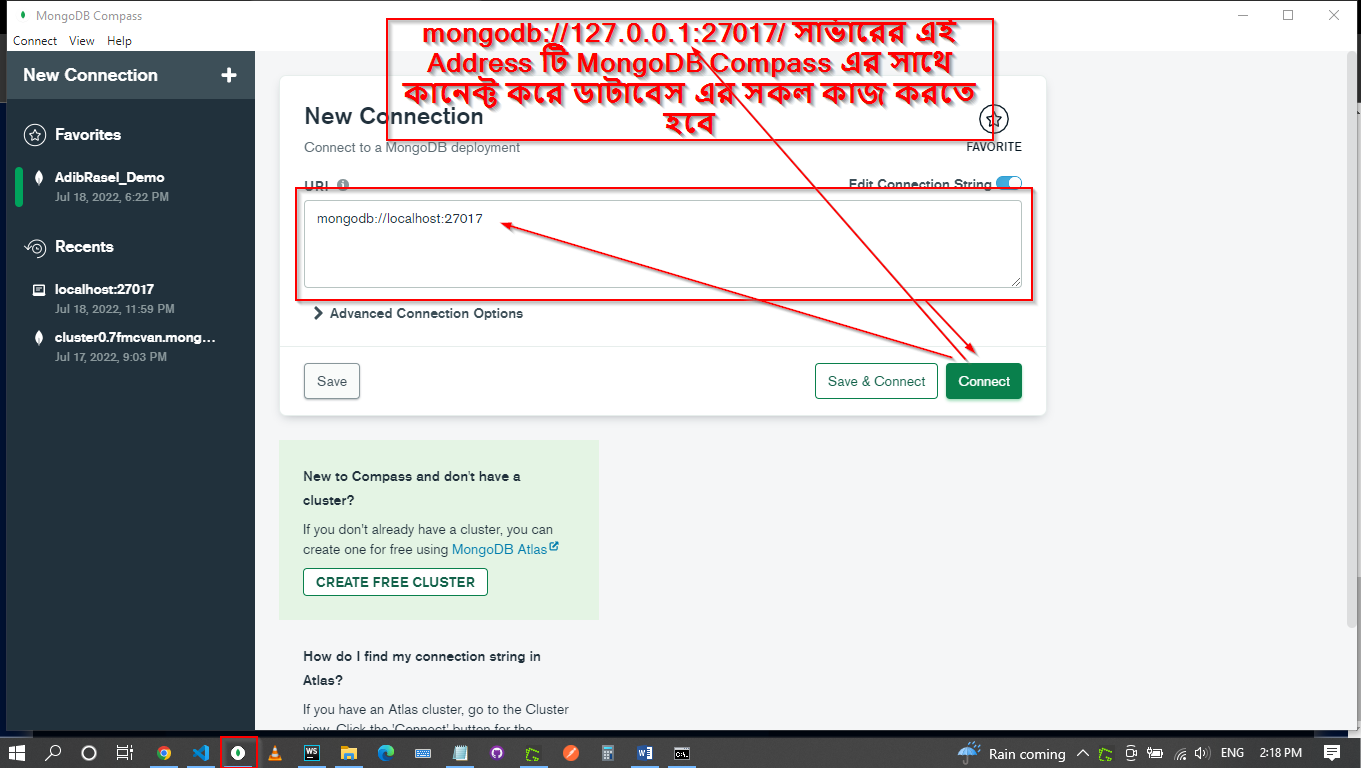 MongoDB Compass
Connect View Help
mongodb://127.0.0.1:27017/ সার্ভারের এই
Address টি MongoDB Compass এর সাথে
কানেক্ট করে ডাটাবেস এর সকল কাজ করতে
হবে
New Connection +
Favorites
AdibRasel_Demo
Jul 18, 2022, 6:22 PM
Recents
localhost:27017
Jul 18, 2022, 11:59 PM
cluster0.7fmcvan.mong...
Jul 17, 2022, 9:03 PM
New Connection
Connect to a MongoDB deployment
FAVORITE
URI
Edit Connection String
mongodb://localhost:27017
Advanced Connection Options
Save
Save & Connect
Connect
New to Compass and don't have a
cluster?
If you don't already have a cluster, you can
create one for free using MongoDB Atlas
CREATE FREE CLUSTER
How do I find my connection string in
Atlas?
If you have an Atlas cluster, go to the Cluster
view. Click the 'Connect' button for the
WS
Rain coming
ENG
2:18 PM